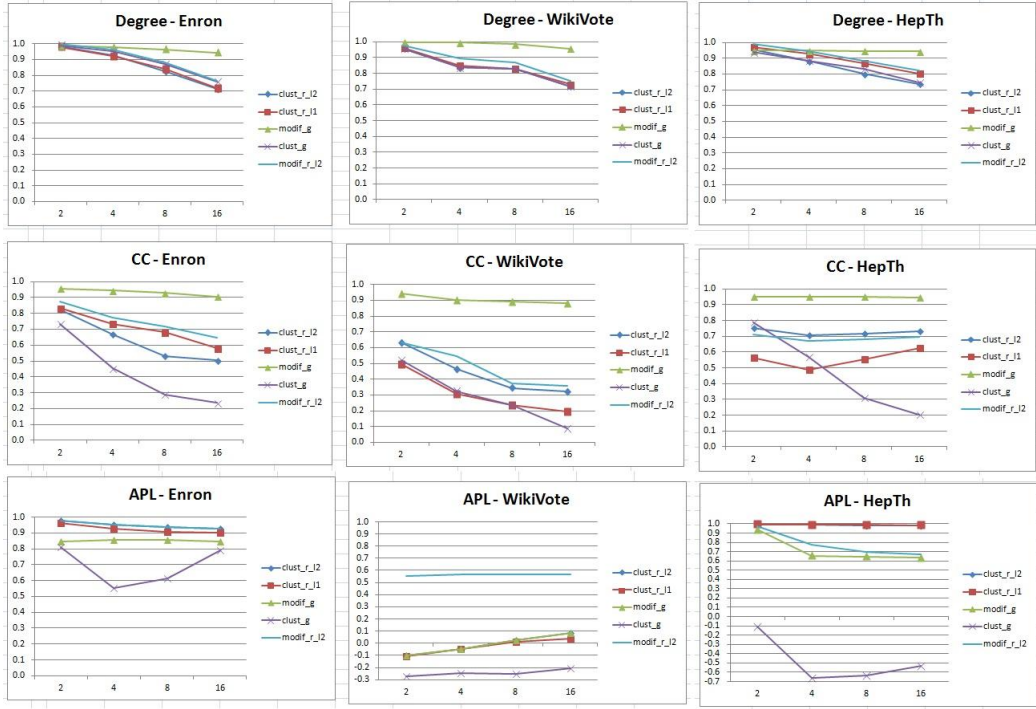 Degree - Enron
1.0
0.9
0.8
0.7
0.6
0.5
0.4
0.3
0.2
0.1
0.0
2 4 8 16
clust_r_l2
clust_r_l1
modif_g
clust_g
modif_r_l2
Degree - WikiVote
1.0
0.9
0.8
0.7
0.6
0.5
0.4
0.3
0.2
0.1
0.0
2 4 8 16
clust_r_l2
clust_r_l1
modif_g
clust_g
modif_r_l2
Degree - HepTh
1.0
0.9
0.8
0.7
0.6
0.5
0.4
0.3
0.2
0.1
0.0
2 4 8 16
clust_r_l2
clust_r_l1
modif_g
clust_g
modif_r_l2
CC - Enron
1.0
0.9
0.8
0.7
0.6
0.5
0.4
0.3
0.2
0.1
0.0
2 4 8 16
clust_r_l2
clust_r_l1
modif_g
clust_g
modif_r_l2
CC - WikiVote
1.0
0.9
0.8
0.7
0.6
0.5
0.4
0.3
0.2
0.1
0.0
2 4 8 16
clust_r_l2
clust_r_l1
modif_g
clust_g
modif_r_l2
CC - HepTh
1.0
0.9
0.8
0.7
0.6
0.5
0.4
0.3
0.2
0.1
0.0
2 4 8 16
clust_r_l2
clust_r_l1
modif_g
clust_g
modif_r_l2
APL - Enron
1.0
0.9
0.8
0.7
0.6
0.5
0.4
0.3
0.2
0.1
0.0
2 4 8 16
clust_r_l2
clust_r_l1
modif_g
clust_g
modif_r_l2
APL - WikiVote
1.0
0.9
0.8
0.7
0.6
0.5
0.4
0.3
0.2
0.1
0.0
-0.1
-0.2
-0.3
2 4 8 16
clust_r_l2
clust_r_l1
modif_g
clust_g
modif_r_l2
APL - HepTh
1.0
0.9
0.8
0.7
0.6
0.5
0.4
0.3
0.2
0.1
0.0
-0.1
-0.2
-0.3
-0.4
-0.5
-0.6
-0.7
2 4 8 16
clust_r_l2
clust_r_l1
modif_g
clust_g
modif_r_l2